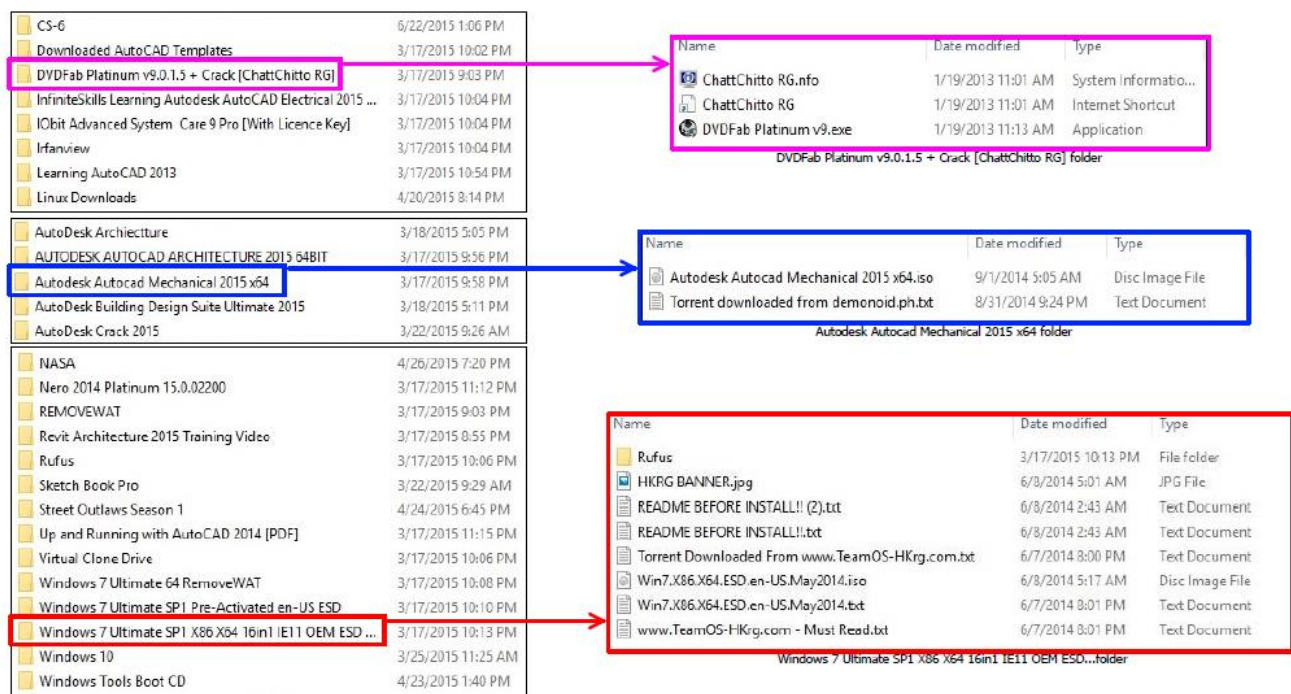 CS-6 6/22/2015 1:06 PM
Downloaded AutoCAD Templates 3/17/2015 10:02 PM
DVDFab Platinum v9.0.1.5 + Crack [ChattChitto RG] 3/17/2015 9:03 PM
InfiniteSkills Learning Autodesk AutoCAD Electrical 2015 ... 3/17/2015 10:04 PM
IObit Advanced System Care 9 Pro [With Licence Key] 3/17/2015 10:04 PM
Irfanview 3/17/2015 10:04 PM
Learning AutoCAD 2013 3/17/2015 10:54 PM
Linux Downloads 4/20/2015 8:14 PM
Name Date modified Type
ChattChitto RG.nfo 1/19/2013 11:01 AM System Informatio...
ChattChitto RG 1/19/2013 11:01 AM Internet Shortcut
DVDFab Platinum v9.exe 1/19/2013 11:13 AM Application
DVDFab Platinum v9.0.1.5 + Crack [ChattChitto RG] folder
AutoDesk Archiectture 3/18/2015 5:05 PM
AUTODESK AUTOCAD ARCHITECTURE 2015 64BIT 3/17/2015 9:56 PM
Autodesk Autocad Mechanical 2015 x64 3/17/2015 9:58 PM
AutoDesk Building Design Suite Ultimate 2015 3/18/2015 5:11 PM
AutoDesk Crack 2015 3/22/2015 9:26 AM
Name Date modified Type
Autodesk Autocad Mechanical 2015 x64.iso 9/1/2014 5:05 AM Disc Image File
Torrent downloaded from demonoid.ph.txt 8/31/2014 9:24 PM Text Document
Autodesk Autocad Mechanical 2015 x64 folder
NASA 4/26/2015 7:20 PM
Nero 2014 Platinum 15.0.02200 3/17/2015 11:12 PM
REMOVEWAT 3/17/2015 9:03 PM
Revit Architecture 2015 Training Video 3/17/2015 8:55 PM
Rufus 3/17/2015 10:06 PM
Sketch Book Pro 3/22/2015 9:29 AM
Street Outlaws Season 1 4/24/2015 6:45 PM
Up and Running with AutoCAD 2014 [PDF] 3/17/2015 11:15 PM
Virtual Clone Drive 3/17/2015 10:06 PM
Windows 7 Ultimate 64 RemoveWAT 3/17/2015 10:08 PM
Windows 7 Ultimate SP1 Pre-Activated en-US ESD 3/17/2015 10:10 PM
Windows 7 Ultimate SP1 X86 X64 16in1 IE11 OEM ESD ... 3/17/2015 10:13 PM
Windows 10 3/25/2015 11:25 AM
Windows Tools Boot CD 4/23/2015 1:40 PM
Name Date modified Type
Rufus 3/17/2015 10:13 PM File folder
HKRG BANNER.jpg 6/8/2014 5:01 AM JPG File
README BEFORE INSTALL!! (2).txt 6/8/2014 2:43 AM Text Document
README BEFORE INSTALL!!.txt 6/8/2014 2:43 AM Text Document
Torrent Downloaded From www.TeamOS-HKrg.com.txt 6/7/2014 8:00 PM Text Document
Win7.X86.X64.ESD.en-US.May2014.iso 6/8/2014 5:17 AM Disc Image File
Win7.X86.X64.ESD.en-US.May2014.txt 6/7/2014 8:01 PM Text Document
www.TeamOS-HKrg.com - Must Read.txt 6/7/2014 8:01 PM Text Document
Windows 7 Ultimate SP1 X86 X64 16in1 IE11 OEM ESD...folder